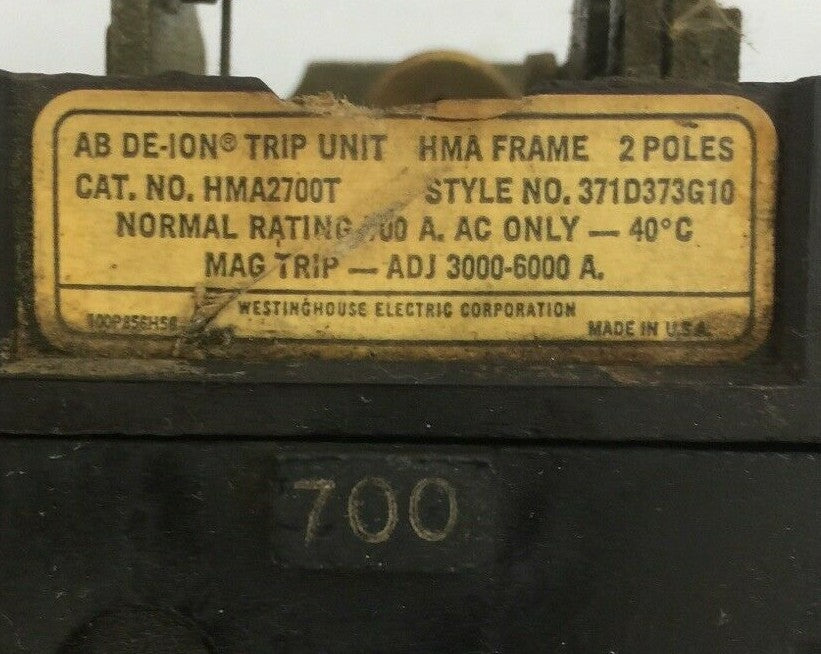 AB DE-ION® TRIP UNIT HMA FRAME 2 POLES
CAT. NO. HMA2700T STYLE NO. 371D373G10
NORMAL RATING 700 A. AC ONLY — 40°C
MAG TRIP — ADJ 3000-6000 A.
WESTINGHOUSE ELECTRIC CORPORATION
MADE IN U.S.A.
700